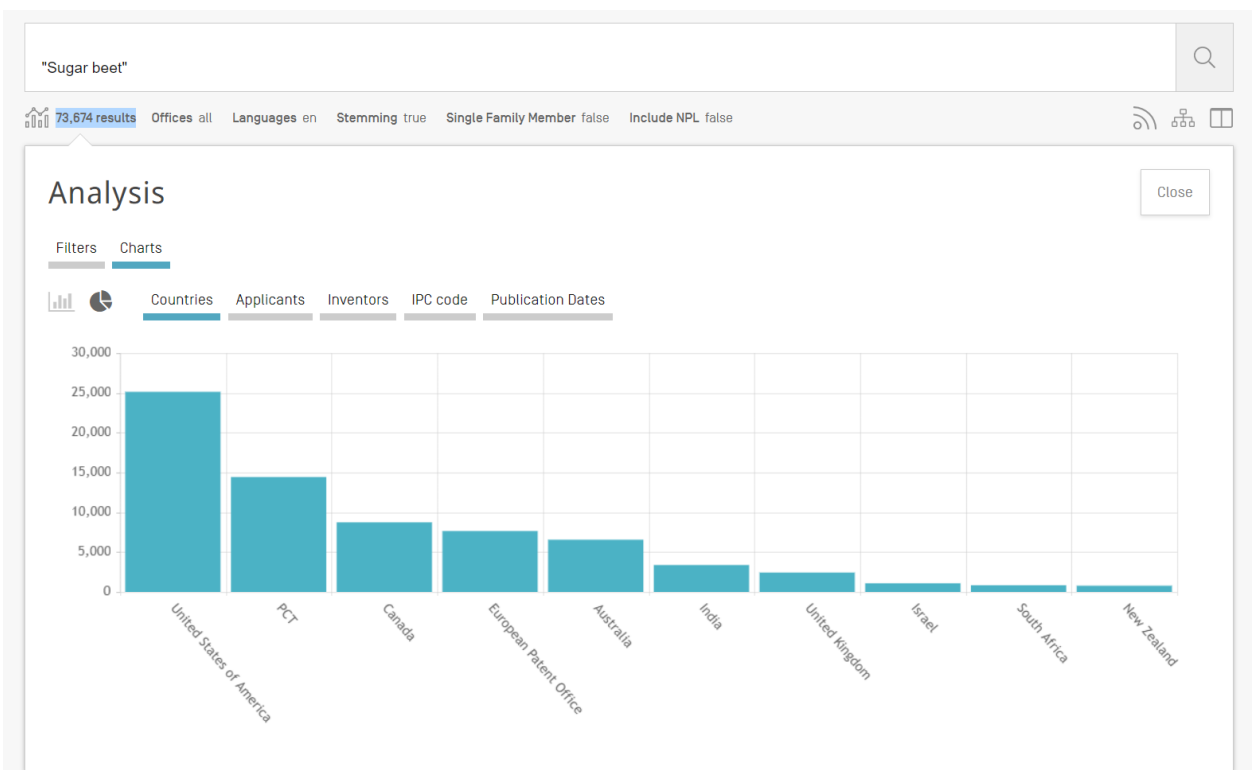 "Sugar beet"
73,674 results Offices all Languages en Stemming true Single Family Member false Include NPL false
Analysis
Close
Filters Charts
Countries Applicants Inventors IPC code Publication Dates
30,000
25,000
20,000
15,000
10,000
5,000
0
United States of America
PCT
Canada
European Patent Office
Australia
India
United Kingdom
Israel
South Africa
New Zealand